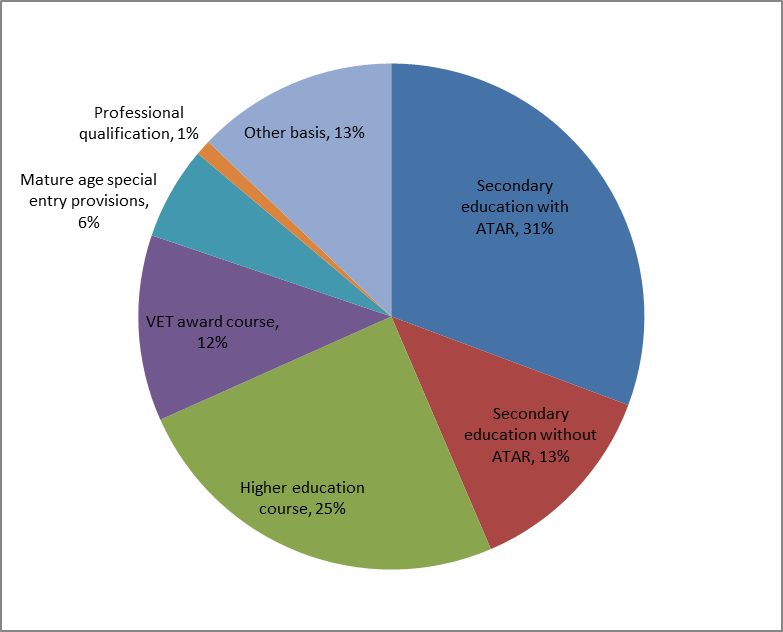 Professional
qualification, 1%
Other basis, 13%
Mature age special
entry provisions,
6%
Secondary
education with
ATAR, 31%
VET award course,
12%
Secondary
education without
ATAR, 13%
Higher education
course, 25%